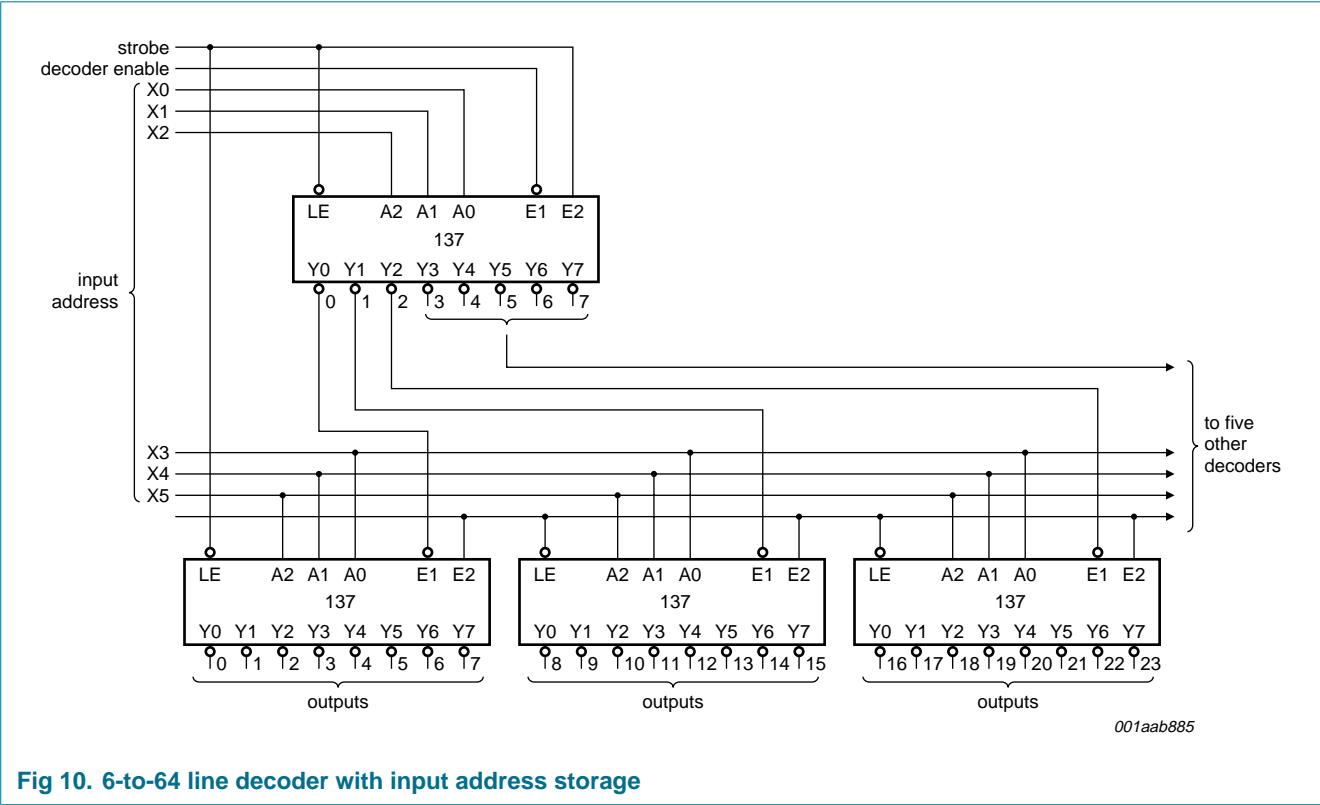 strobe
decoder enable
X0
X1
X2
LE A2 A1 A0 E1 E2
137
Y0 Y1 Y2 Y3 Y4 Y5 Y6 Y7
0 1 2 3 4 5 6 7
input
address
to five
other
decoders
X3
X4
X5
LE A2 A1 A0 E1 E2
137
Y0 Y1 Y2 Y3 Y4 Y5 Y6 Y7
0 1 2 3 4 5 6 7
outputs
LE A2 A1 A0 E1 E2
137
Y0 Y1 Y2 Y3 Y4 Y5 Y6 Y7
8 9 10 11 12 13 14 15
outputs
LE A2 A1 A0 E1 E2
137
Y0 Y1 Y2 Y3 Y4 Y5 Y6 Y7
16 17 18 19 20 21 22 23
outputs
001aab885
Fig 10. 6-to-64 line decoder with input address storage